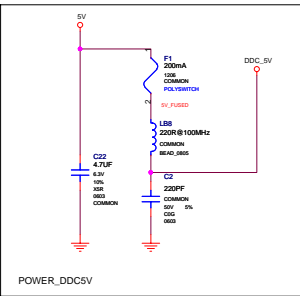 5V
1
F1
200mA
1206
COMMON
POLYSWITCH
DDC_5V
2
5V_FUSED
LB8
220R@100MHz
COMMON
BEAD_0805
C22
4.7UF
6.3V
10%
X5R
0603
COMMON
C2
220PF
COMMON
50V 5%
C0G
0603
POWER_DDC5V